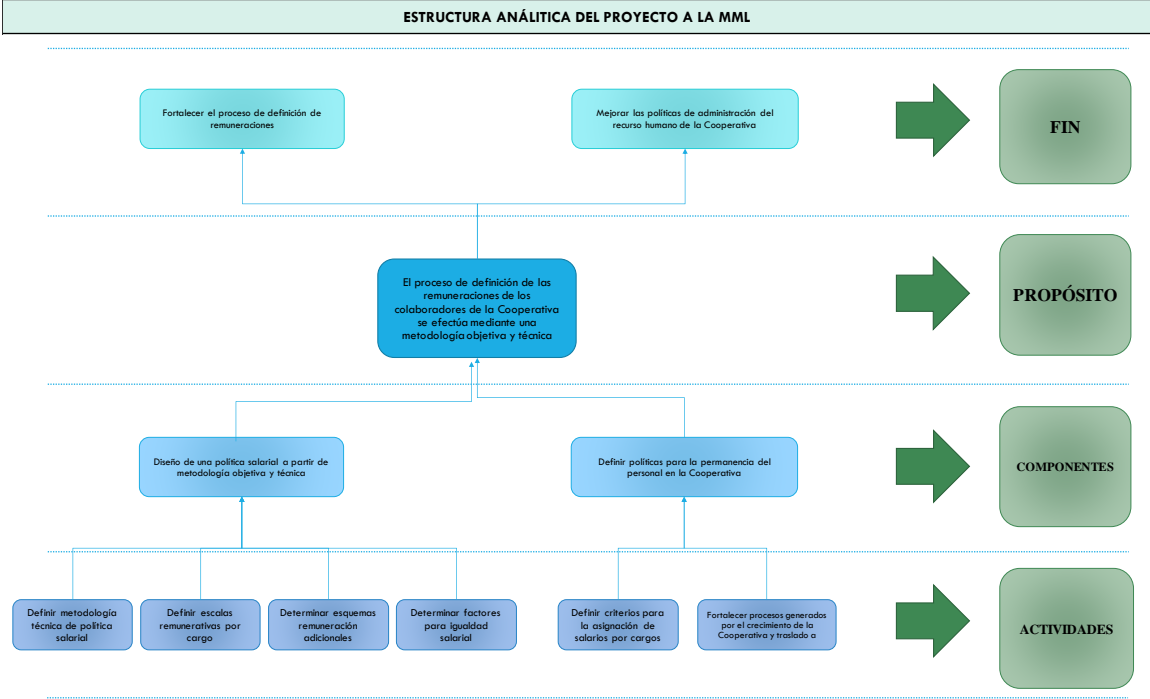 ESTRUCTURA ANÁLITICA DEL PROYECTO A LA MML
Fortalecer el proceso de definición de
remuneraciones
Mejorar las políticas de administración del
recurso humano de la Cooperativa
FIN
El proceso de definición de las
remuneraciones de los
colaboradores de la Cooperativa
se efectúa mediante una
metodología objetiva y técnica
PROPÓSITO
Diseño de una política salarial a partir de
metodología objetiva y técnica
Definir políticas para la permanencia del
personal en la Cooperativa
COMPONENTES
Definir metodología
técnica de política
salarial
Definir escalas
remunerativas por
cargo
Determinar esquemas
remuneración
adicionales
Determinar factores
para igualdad
salarial
Definir criterios para
la asignación de
salarios por cargos
Fortalecer procesos generados
por el crecimiento de la
Cooperativa y traslado a
ACTIVIDADES